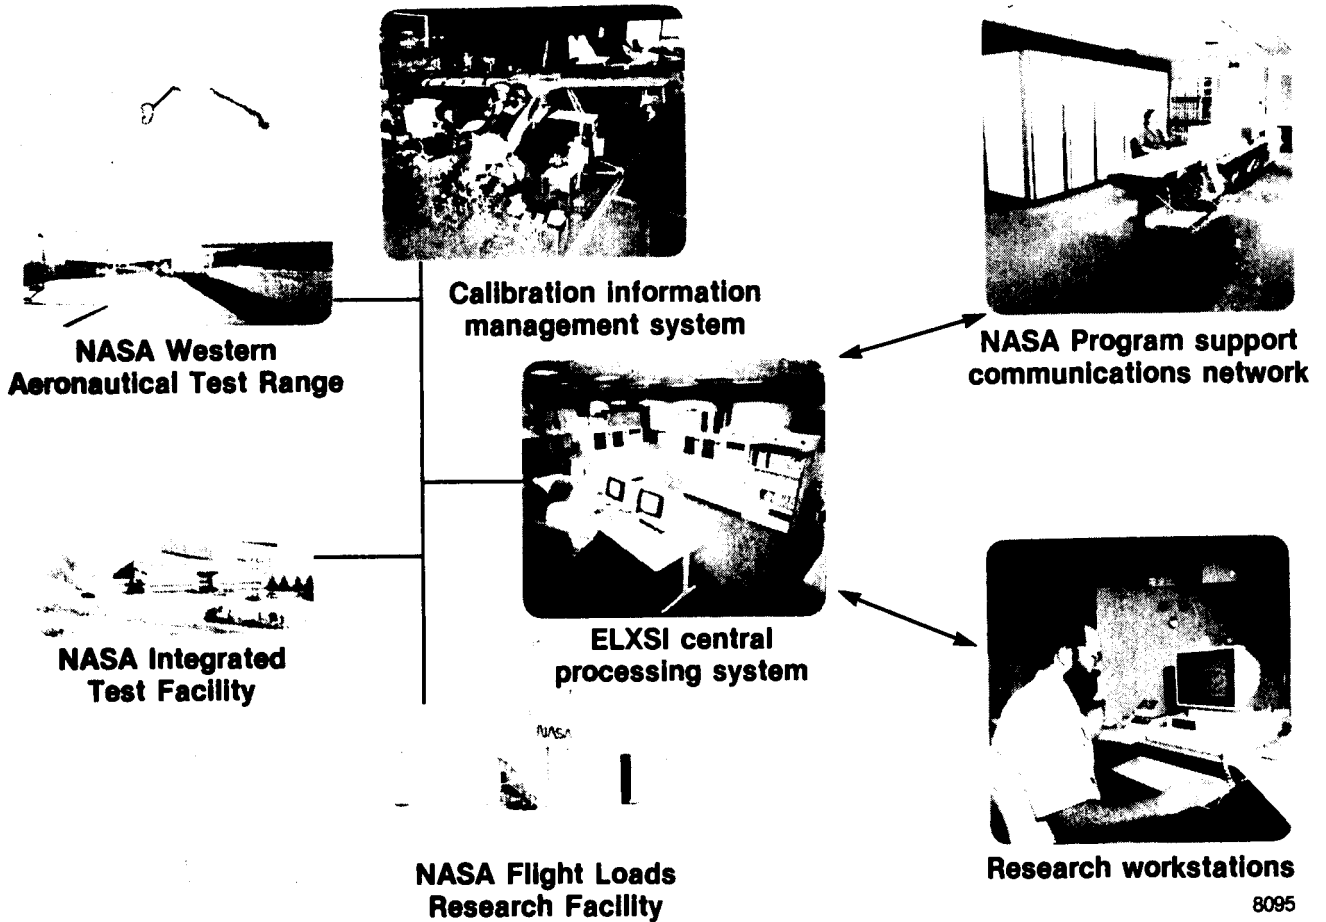 Calibration information
management system
NASA Western
Aeronautical Test Range
NASA Program support
communications network
ELXSI central
processing system
NASA Integrated
Test Facility
NASA
NASA Flight Loads
Research Facility
Research workstations
8095